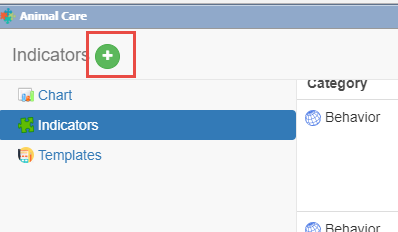 Animal Care
Indicators
Category
Chart
Behavior
Indicators
Templates
Behavior